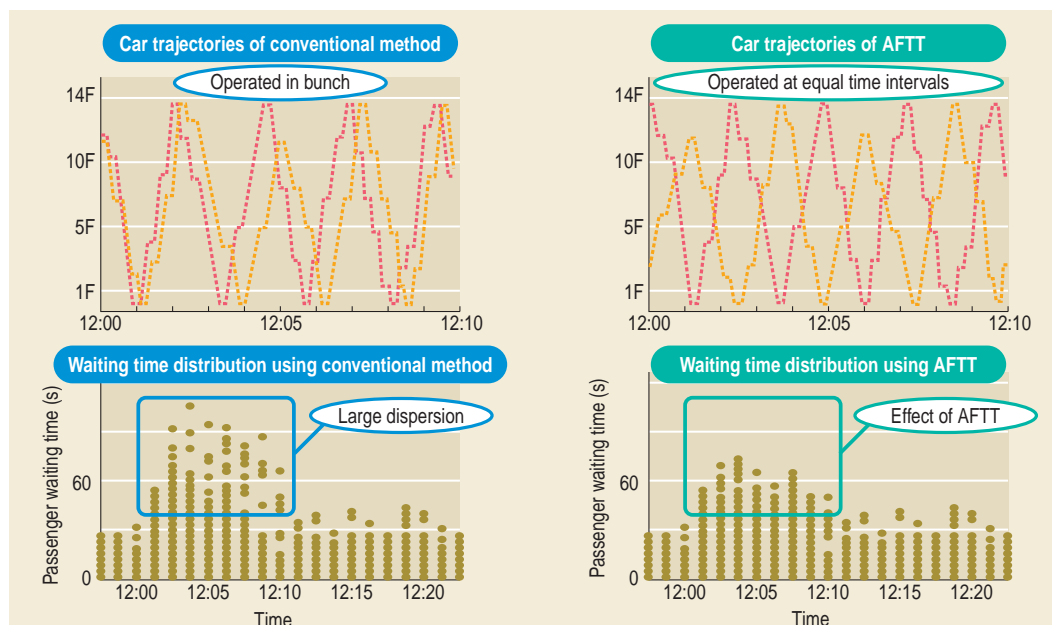 Car trajectories of conventional method
Operated in bunch
14F
10F
5F
1F
12:00
12:05
12:10
Car trajectories of AFTT
Operated at equal time intervals
14F
10F
5F
1F
12:00
12:05
12:10
Waiting time distribution using conventional method
Large dispersion
Passenger waiting time (s)
60
0
12:00
12:05
12:10
12:15
12:20
Time
Waiting time distribution using AFTT
Effect of AFTT
Passenger waiting time (s)
60
0
12:00
12:05
12:10
12:15
12:20
Time